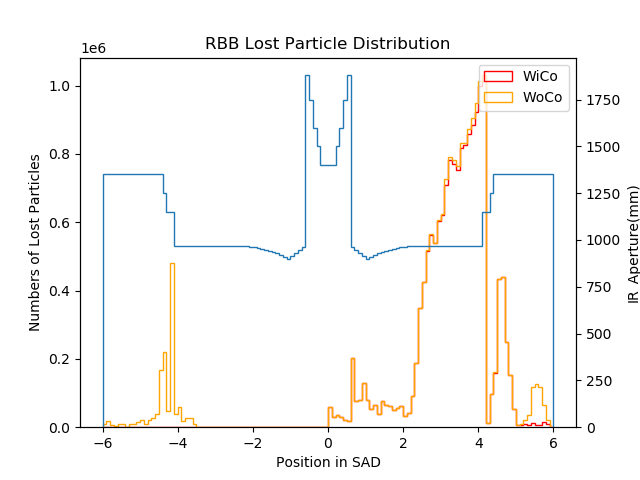 RBB Lost Particle Distribution
1e6
WiCo
WoCo
1.0
0.8
0.6
0.4
0.2
0.0
Numbers of Lost Particles
1750
1500
1250
1000
750
500
250
0
IR Aperture(mm)
−6 −4 −2 0 2 4 6
Position in SAD